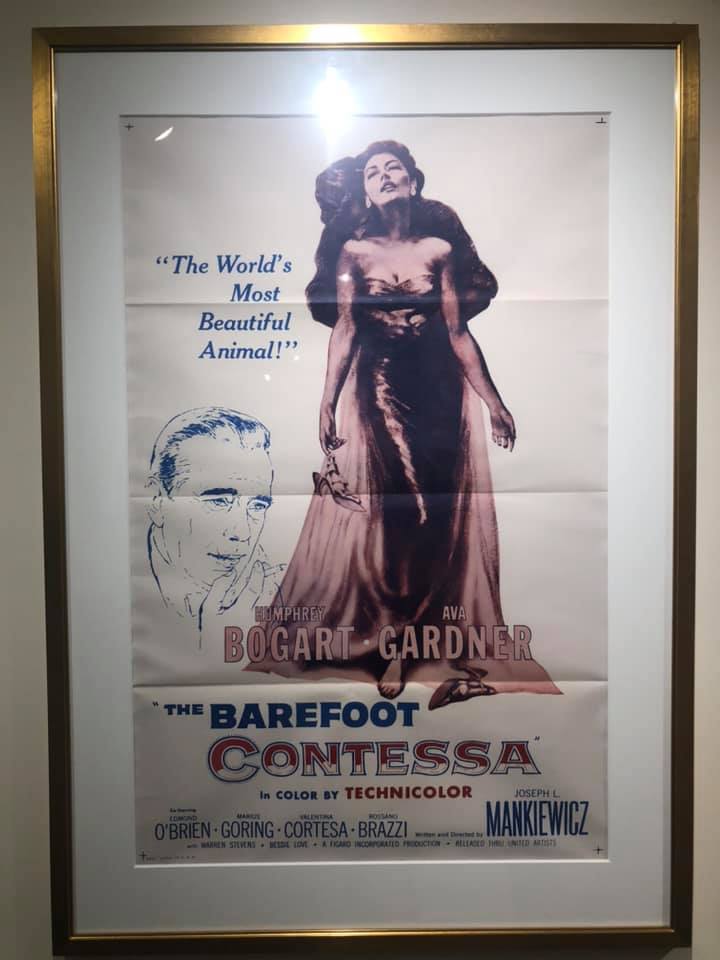 “The World’s
Most
Beautiful
Animal!”
HUMPHREY AVA
BOGART · GARDNER
"THE BAREFOOT
CONTESSA"
in COLOR BY TECHNICOLOR
Co-Starring
EDMOND MARIUS VALENTINA ROSSANO
O'BRIEN · GORING · CORTESA · BRAZZI
with WARREN STEVENS • BESSIE LOVE • A FIGARO INCORPORATED PRODUCTION • RELEASED THRU UNITED ARTISTS
Written and Directed by
JOSEPH L.
MANKIEWICZ